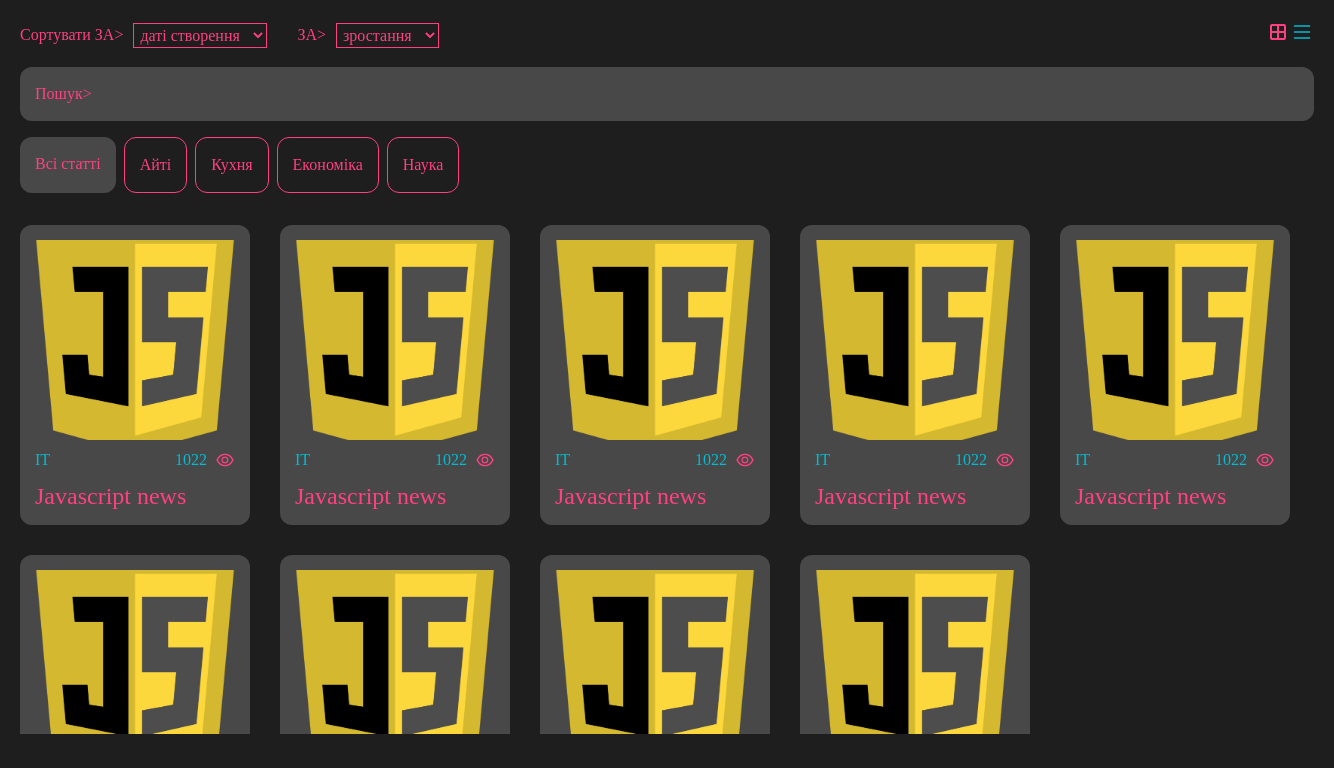 Сортувати ЗА> даті створення ЗА> зростання
Пошук>
Всі статті Айті Кухня Економіка Наука
JS JS JS JS JS
IT 1022 IT 1022 IT 1022 IT 1022 IT 1022
Javascript news Javascript news Javascript news Javascript news Javascript news
JS JS JS JS